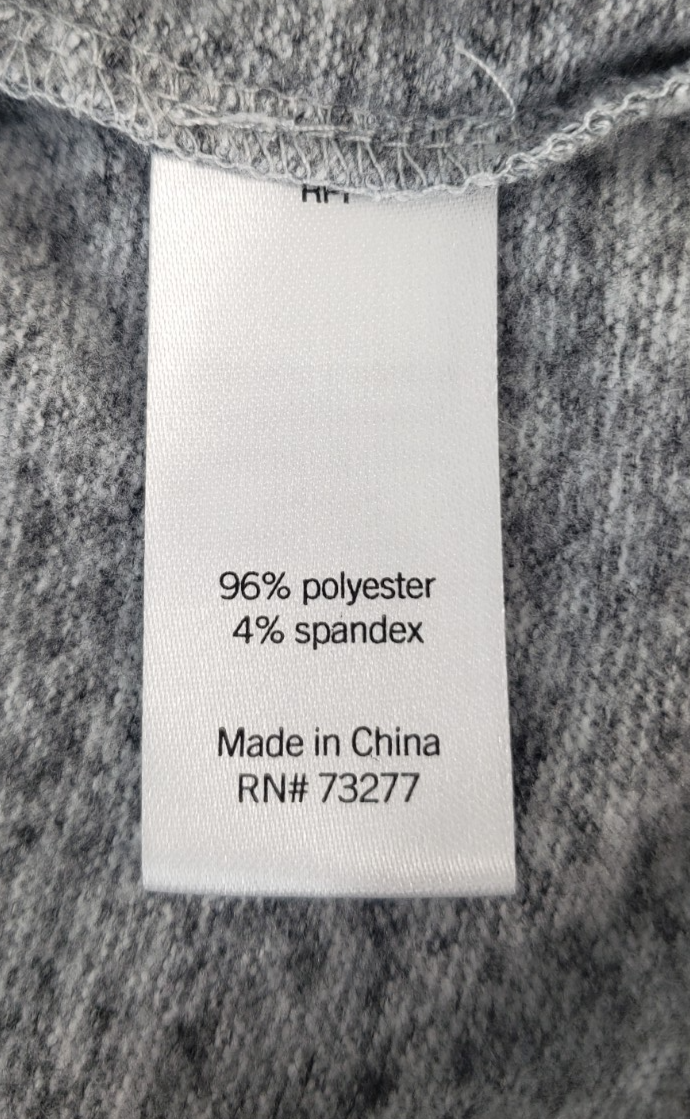 96% polyester
4% spandex
Made in China
RN# 73277